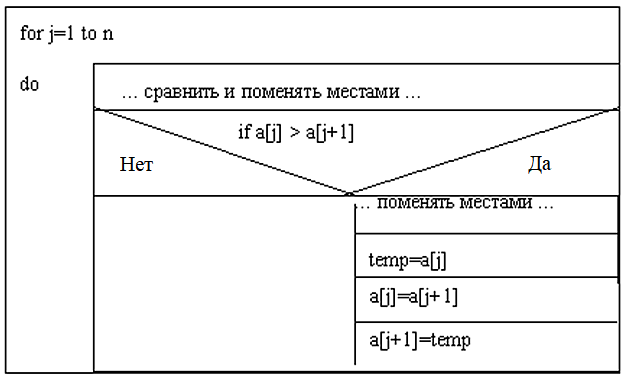 for j=1 to n
do
... сравнить и поменять местами ...
if a[j] > a[j+1]
Нет
Да
... поменять местами ...
temp=a[j]
a[j]=a[j+1]
a[j+1]=temp